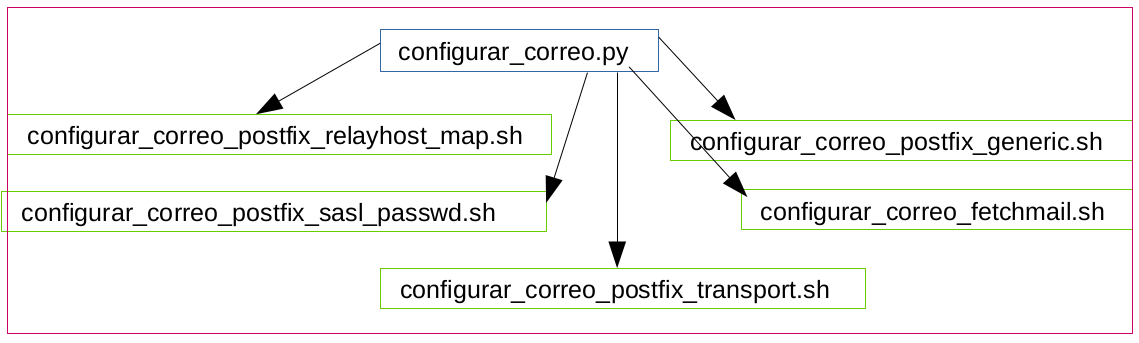 configurar_correo.py
configurar_correo_postfix_relayhost_map.sh
configurar_correo_postfix_generic.sh
configurar_correo_postfix_sasl_passwd.sh
configurar_correo_fetchmail.sh
configurar_correo_postfix_transport.sh